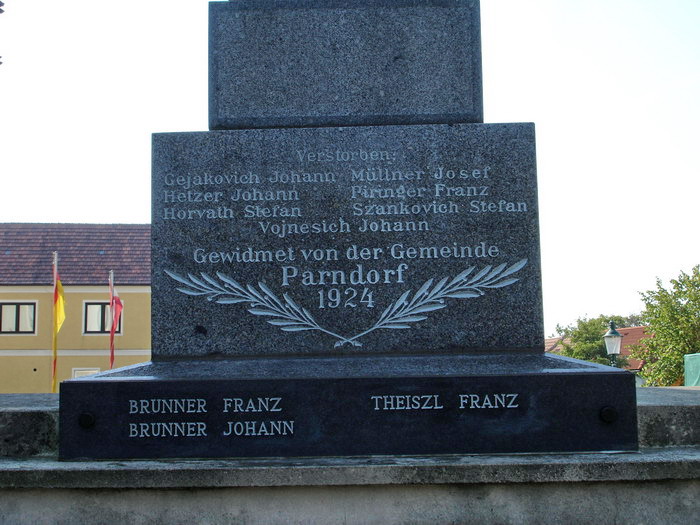 Verstorben:
Gejakovich Johann Müllner Josef
Hetzer Johann Piringer Franz
Horvath Stefan Szankovich Stefan
Vojnesich Johann
Gewidmet von der Gemeinde
Parndorf
1924
BRUNNER FRANZ THEISZL FRANZ
BRUNNER JOHANN